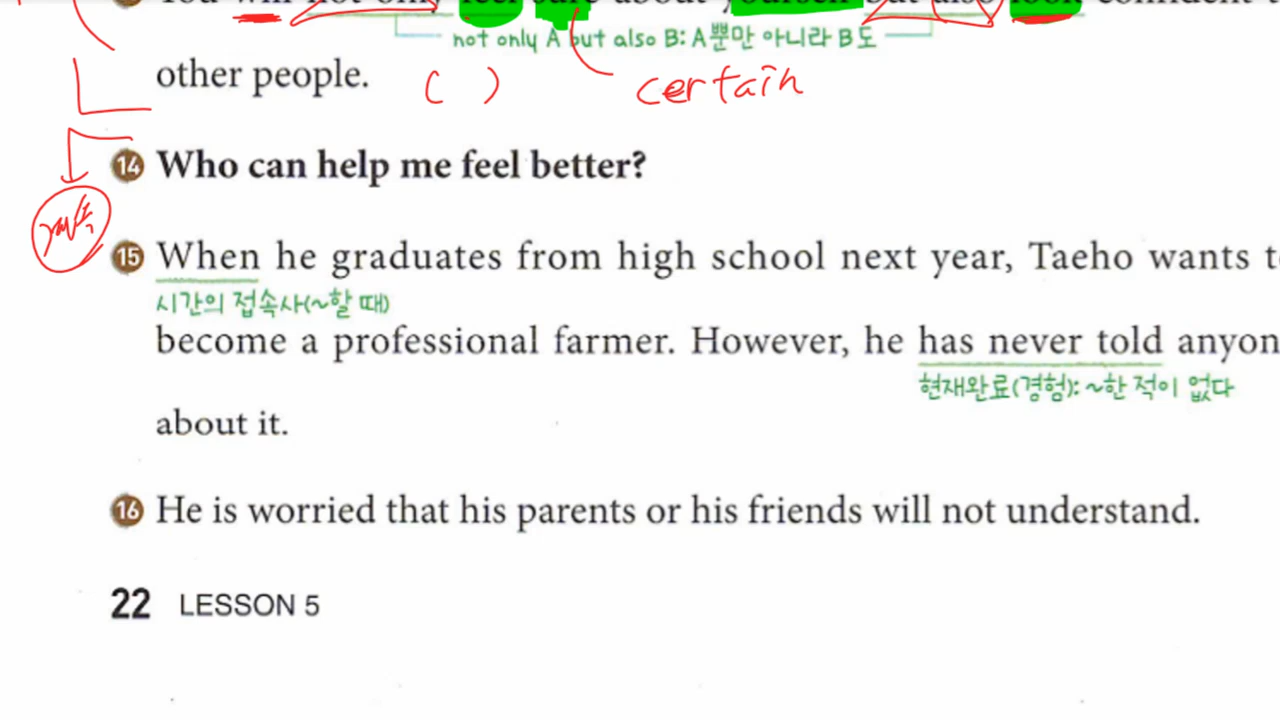 not only A but also B: A뿐만 아니라 B도
other people. ( ) certain
14 Who can help me feel better?
15 When he graduates from high school next year, Taeho wants
시간의 접속사(~할 때)
become a professional farmer. However, he has never told
현재완료(경험): ~한 적이 없다
about it.
16 He is worried that his parents or his friends will not understand.
22 LESSON 5